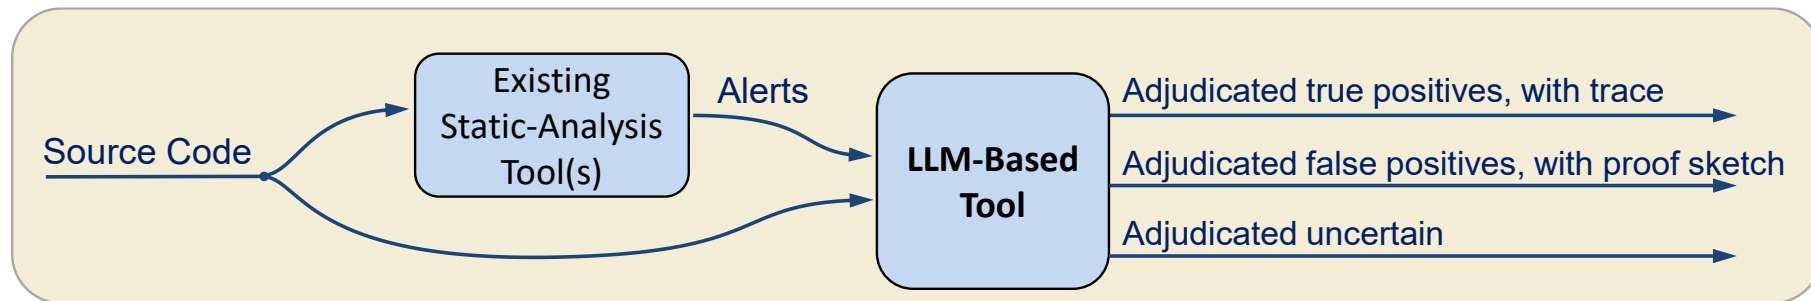 Source Code
Existing
Static-Analysis
Tool(s)
Alerts
LLM-Based
Tool
Adjudicated true positives, with trace
Adjudicated false positives, with proof sketch
Adjudicated uncertain